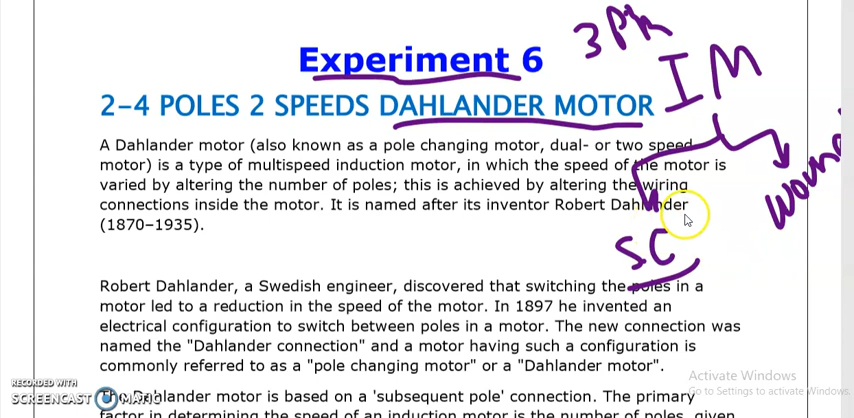 3 Ph
Experiment 6
I M
2–4 POLES 2 SPEEDS DAHLANDER MOTOR
A Dahlander motor (also known as a pole changing motor, dual- or two speed
motor) is a type of multispeed induction motor, in which the speed of the motor is
varied by altering the number of poles; this is achieved by altering the wiring
connections inside the motor. It is named after its inventor Robert Dahlander
(1870–1935).
S.C
Robert Dahlander, a Swedish engineer, discovered that switching the poles in a
motor led to a reduction in the speed of the motor. In 1897 he invented an
electrical configuration to switch between poles in a motor. The new connection was
named the "Dahlander connection" and a motor having such a configuration is
commonly referred to as a "pole changing motor" or a "Dahlander motor".
Activate Windows
Go to Settings to activate Windows.
RECORDED WITH
SCREENCAST MATIC
The Dahlander motor is based on a 'subsequent pole' connection. The primary
factor in determining the speed of an induction motor is the number of poles, given